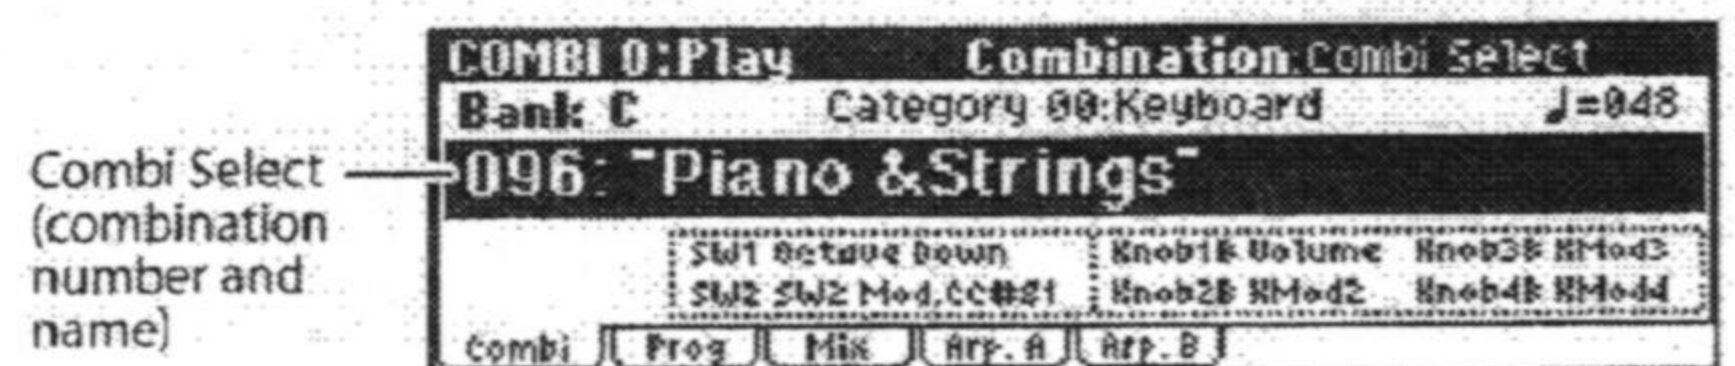 COMBI 0:Play Combination:Combi Select
Bank C Category 00:Keyboard ♩=048
096: "Piano &Strings"
Combi Select
(combination
number and
name)
SW1 Octave Down Knob1B Volume Knob3B KMod3
SW2 SW2 Mod.CC#81 Knob2B KMod2 Knob4B KMod4
Combi Prog Mix Arp. A Arp. B